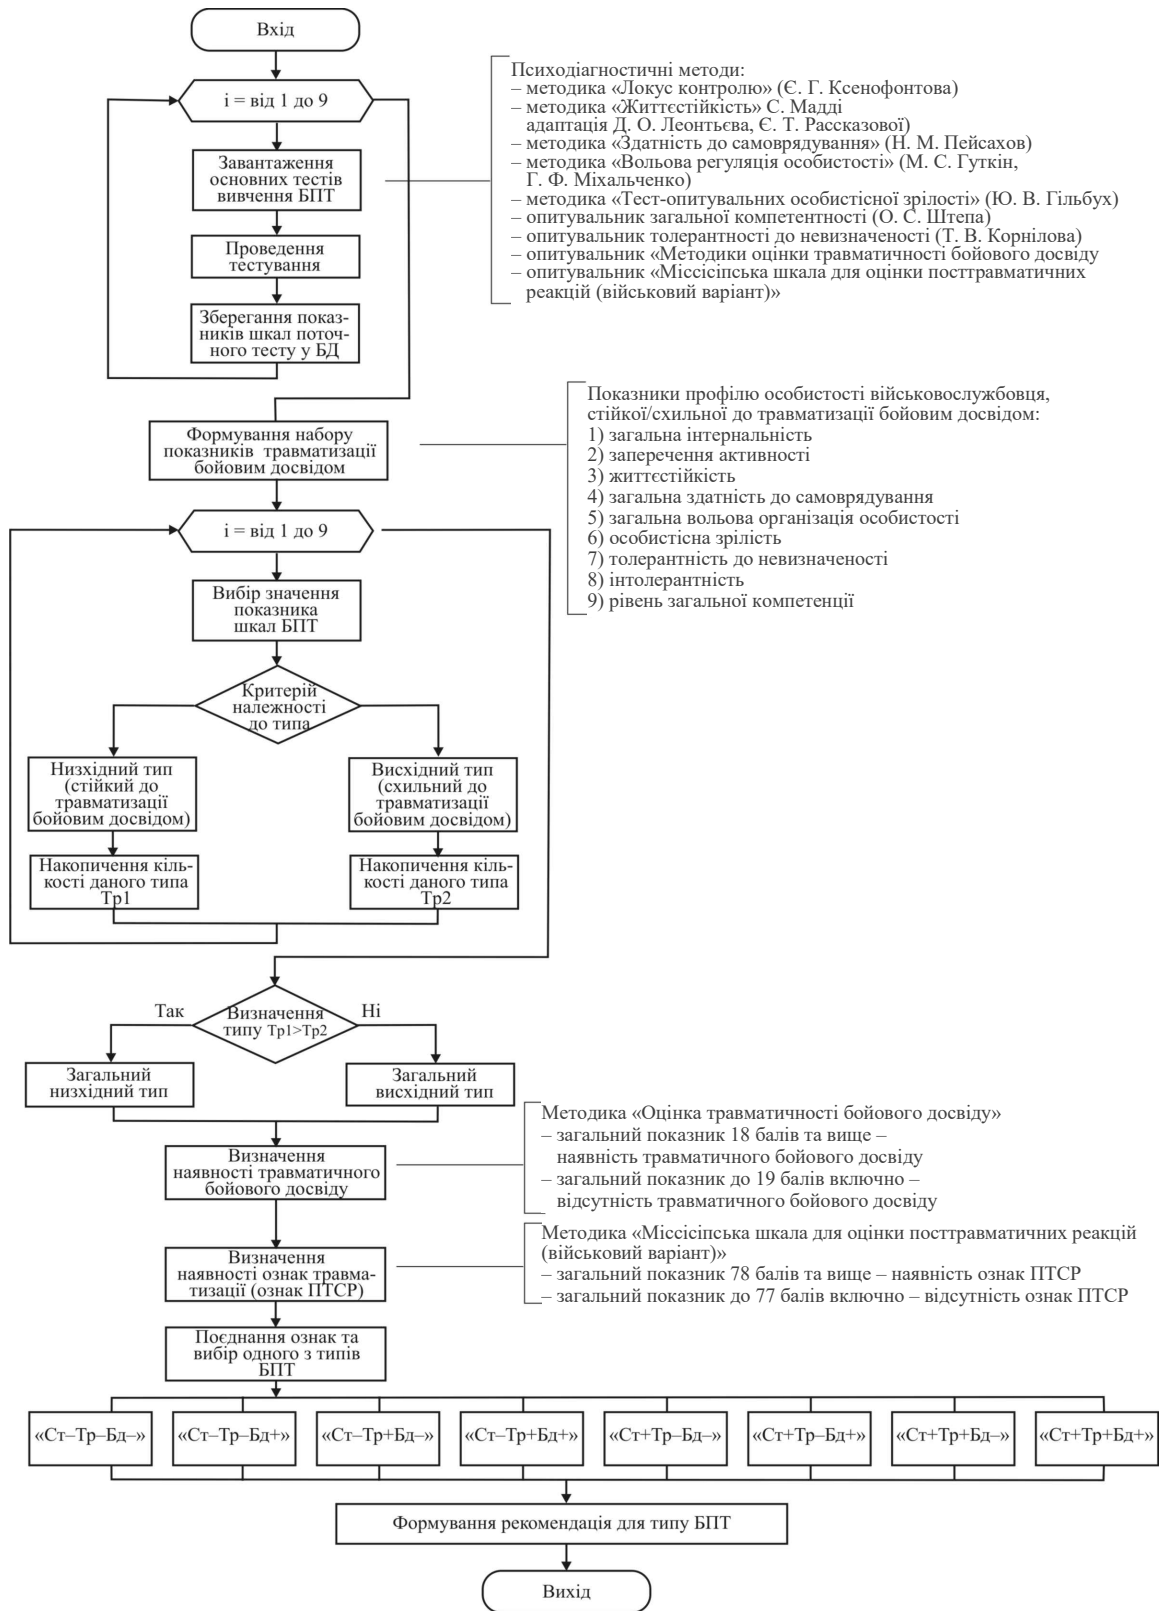 Вхід
i = від 1 до 9
Завантаження
основних тестів
вивчення БПТ
Проведення
тестування
Зберегання показ-
ників шкал поточ-
ного тесту у БД
Психодіагностичні методи:
– методика «Локус контролю» (Є. Г. Ксенофонтова)
– методика «Життєстійкість» С. Мадді
адаптація Д. О. Леонтьєва, Є. Т. Рассказової)
– методика «Здатність до самоврядування» (Н. М. Пейсахов)
– методика «Вольова регуляція особистості» (М. С. Гуткін,
Г. Ф. Міхальченко)
– методика «Тест-опитувальних особистісної зрілості» (Ю. В. Гільбух)
– опитувальник загальної компетентності (О. С. Штепа)
– опитувальник толерантності до невизначеності (Т. В. Корнілова)
– опитувальник «Методики оцінки травматичності бойового досвіду
– опитувальник «Міссісіпська шкала для оцінки посттравматичних
реакцій (військовий варіант)»
Формування набору
показників травматизації
бойовим досвідом
Показники профілю особистості військовослужбовця,
стійкої/схильної до травматизації бойовим досвідом:
1) загальна інтернальність
2) заперечення активності
3) життєстійкість
4) загальна здатність до самоврядування
5) загальна вольова організація особистості
6) особистісна зрілість
7) толерантність до невизначеності
8) інтолерантність
9) рівень загальної компетенції
i = від 1 до 9
Вибір значення
показника
шкал БПТ
Критерій
належності
до типа
Низхідний тип
(стійкий до
травматизації
бойовим досвідом)
Висхідний тип
(схильний до
травматизації
бойовим досвідом)
Накопичення кіль-
кості даного типа
Тр1
Накопичення кіль-
кості даного типа
Тр2
Так
Визначення
типу Тр1>Тр2
Ні
Загальний
низхідний тип
Загальний
висхідний тип
Визначення
наявності травматичного
бойового досвіду
Методика «Оцінка травматичності бойового досвіду»
– загальний показник 18 балів та вище –
наявність травматичного бойового досвіду
– загальний показник до 19 балів включно –
відсутність травматичного бойового досвіду
Визначення
наявності ознак травма-
тизації (ознак ПТСР)
Методика «Міссісіпська шкала для оцінки посттравматичних реакцій
(військовий варіант)»
– загальний показник 78 балів та вище – наявність ознак ПТСР
– загальний показник до 77 балів включно – відсутність ознак ПТСР
Поєднання ознак та
вибір одного з типів
БПТ
«Ст–Тр–Бд–»
«Ст–Тр–Бд+»
«Ст–Тр+Бд–»
«Ст–Тр+Бд+»
«Ст+Тр–Бд–»
«Ст+Тр–Бд+»
«Ст+Тр+Бд–»
«Ст+Тр+Бд+»
Формування рекомендація для типу БПТ
Вихід